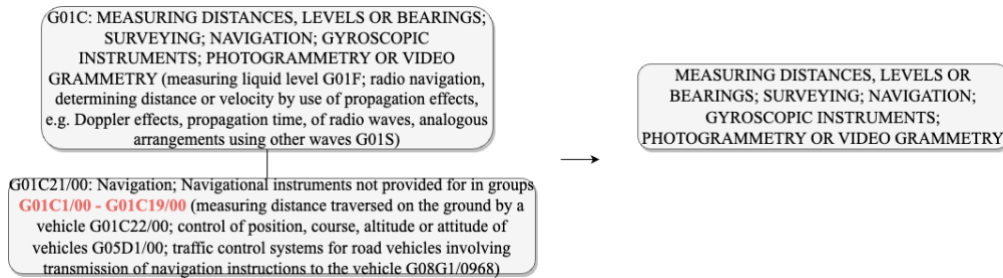 G01C: MEASURING DISTANCES, LEVELS OR BEARINGS;
SURVEYING; NAVIGATION; GYROSCOPIC
INSTRUMENTS; PHOTOGRAMMETRY OR VIDEO
GRAMMETRY (measuring liquid level G01F; radio navigation,
determining distance or velocity by use of propagation effects,
e.g. Doppler effects, propagation time, of radio waves, analogous
arrangements using other waves G01S)
G01C21/00: Navigation; Navigational instruments not provided for in groups
G01C1/00 - G01C19/00 (measuring distance traversed on the ground by a
vehicle G01C22/00; control of position, course, altitude or attitude of
vehicles G05D1/00; traffic control systems for road vehicles involving
transmission of navigation instructions to the vehicle G08G1/0968)
MEASURING DISTANCES, LEVELS OR
BEARINGS; SURVEYING; NAVIGATION;
GYROSCOPIC INSTRUMENTS;
PHOTOGRAMMETRY OR VIDEO GRAMMETRY